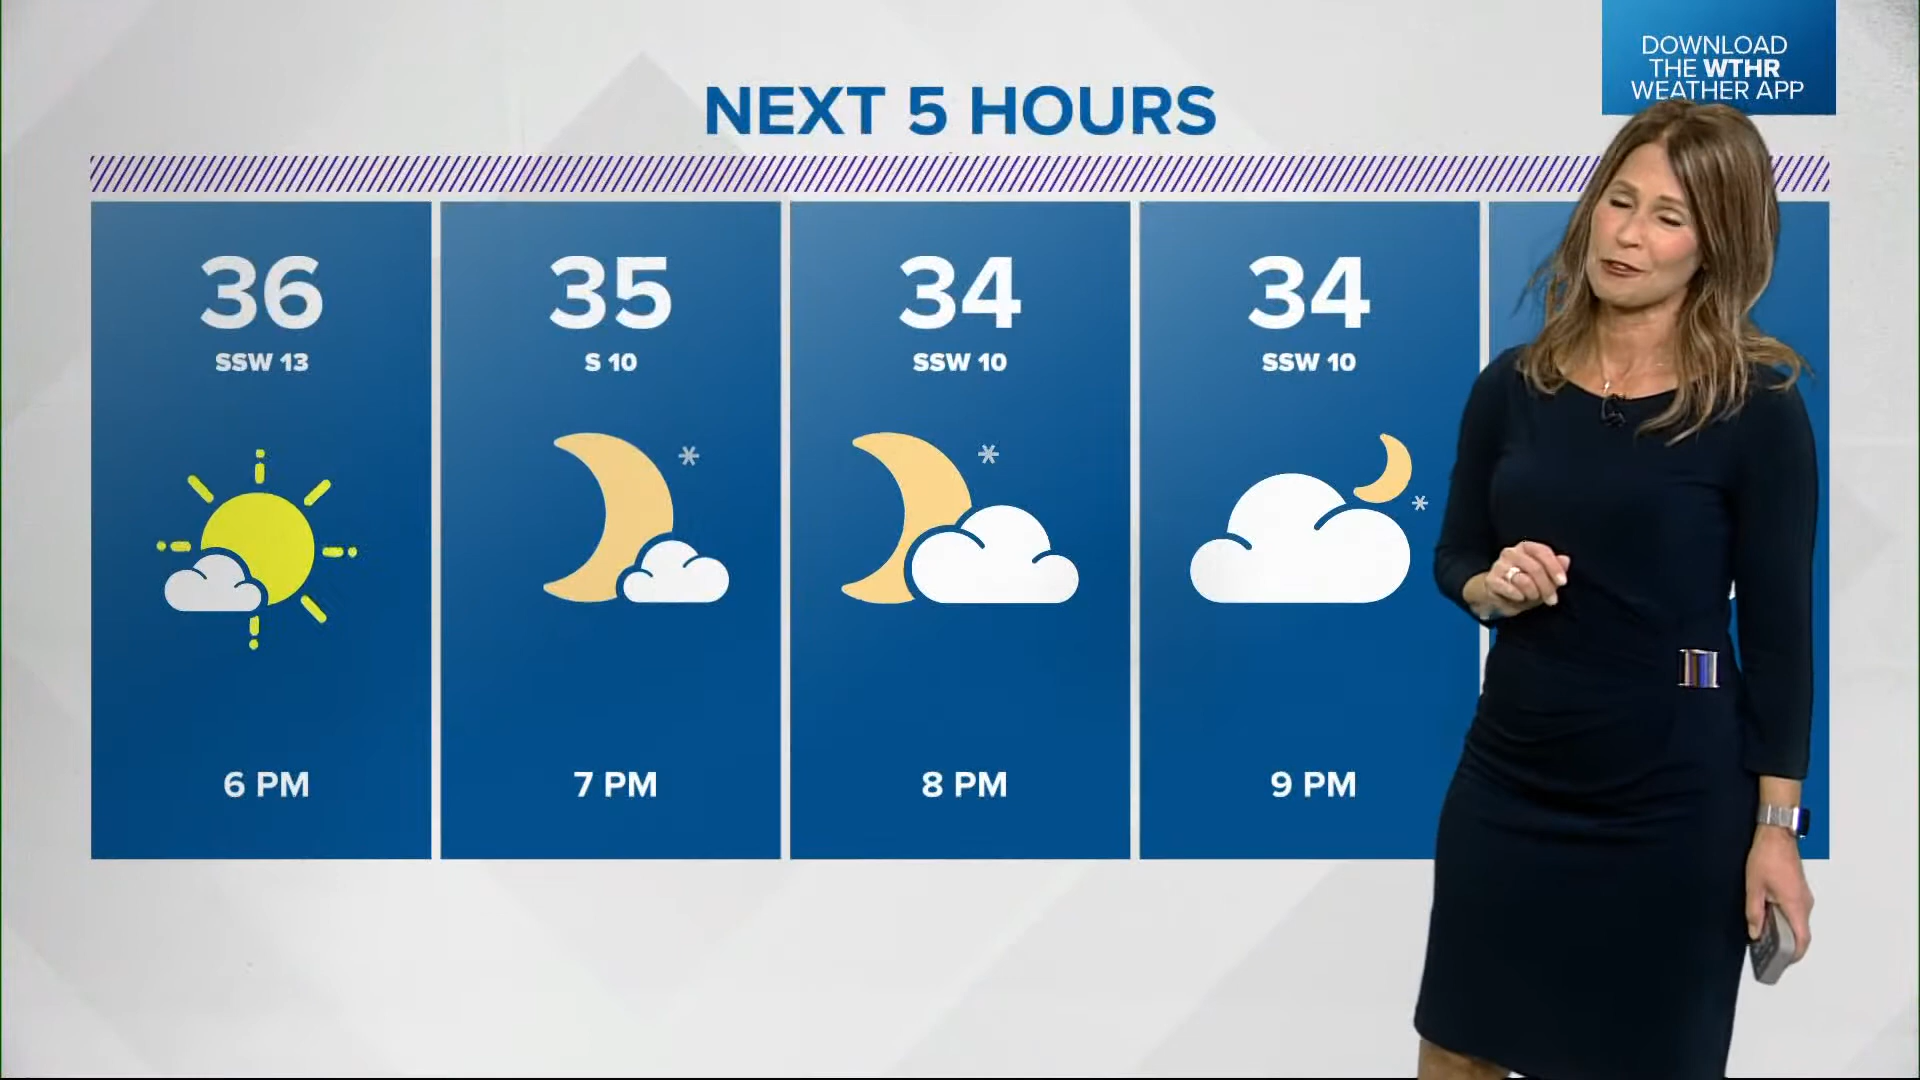 DOWNLOAD
THE WTHR
WEATHER APP
NEXT 5 HOURS
36
SSW 13
6 PM
35
S 10
7 PM
34
SSW 10
8 PM
34
SSW 10
9 PM